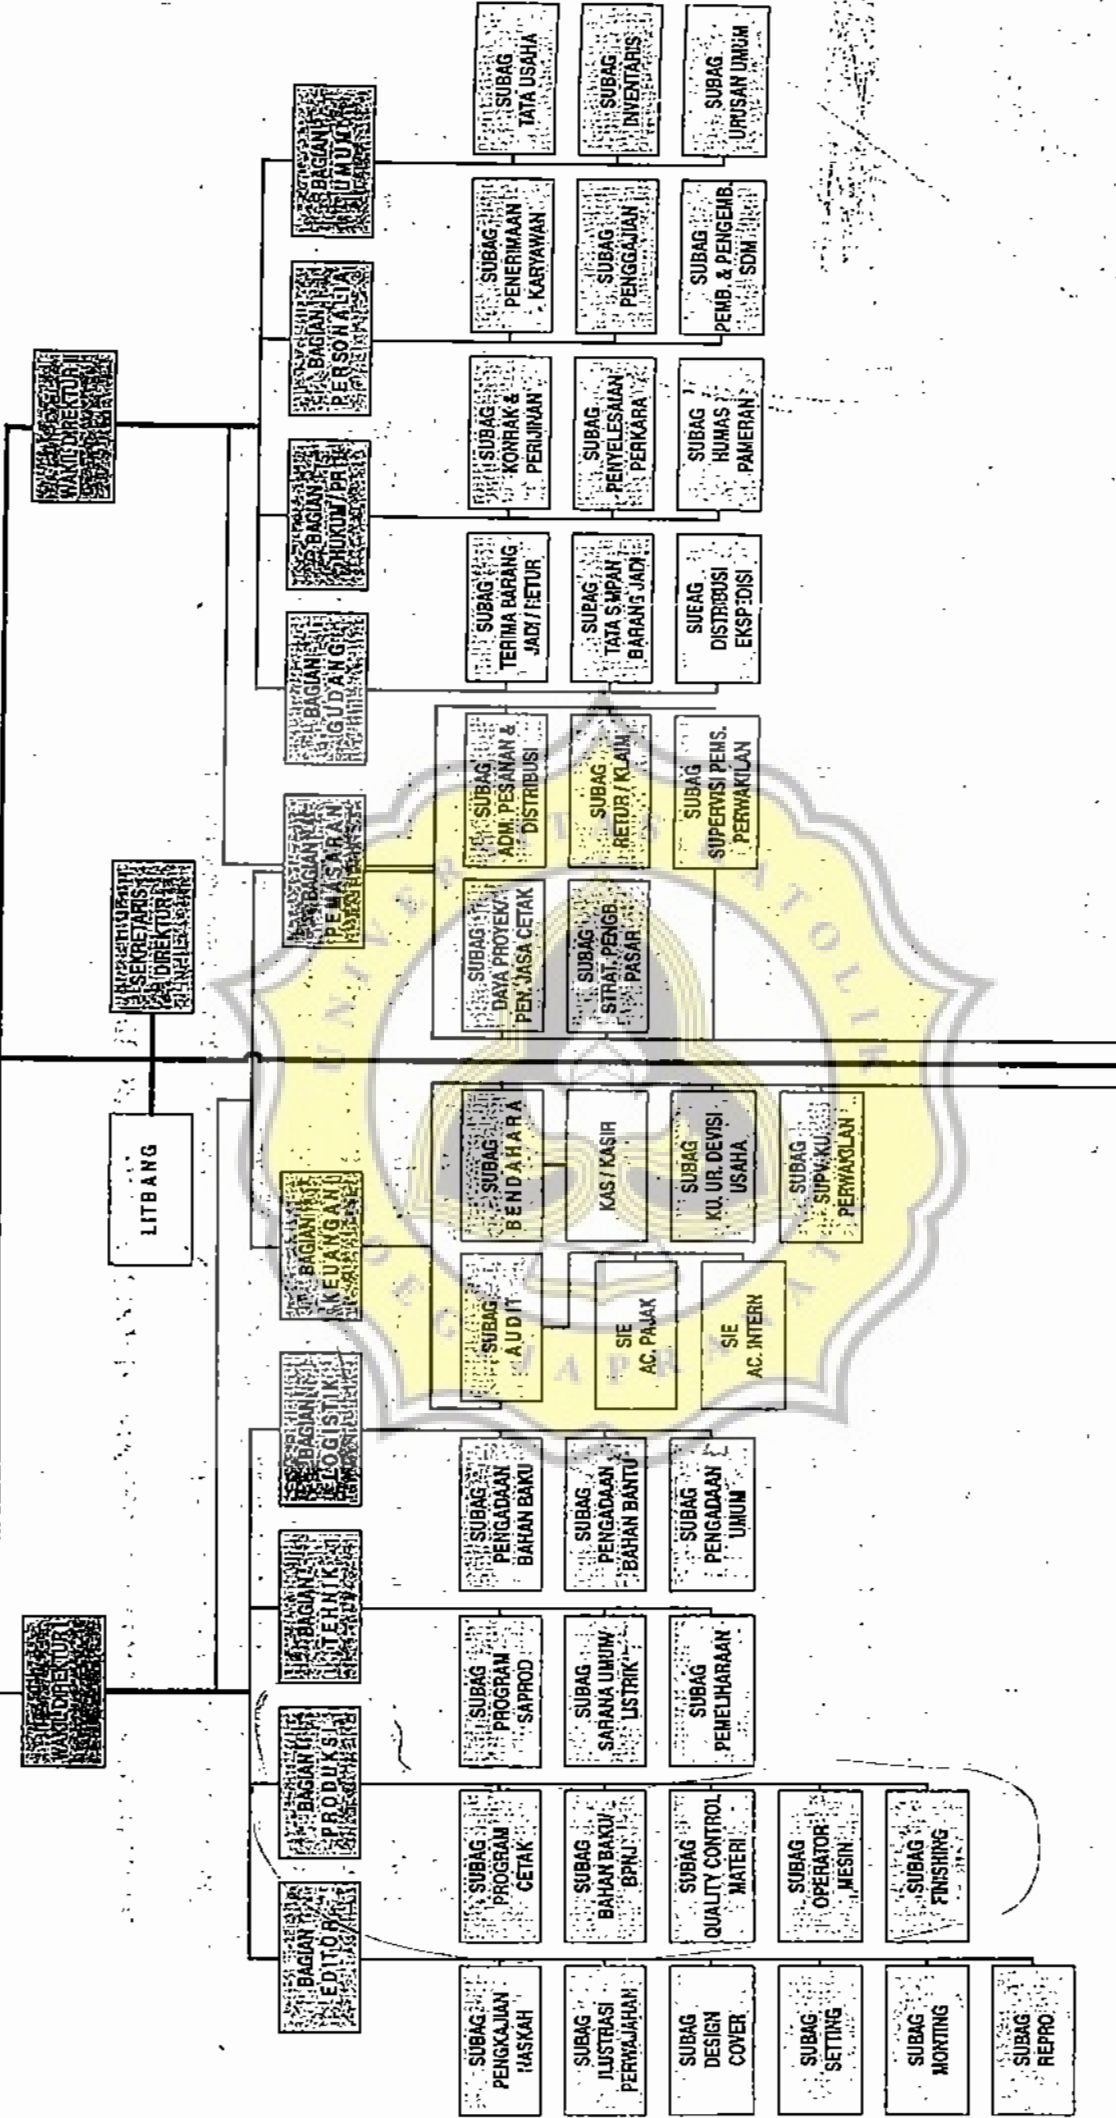 WAKIL DIREKTUR I
WAKIL DIREKTUR II
LITBANG
SEKRETARIS
DIREKTUR
BAGIAN
EDITOR
BAGIAN
PRODUKSI
BAGIAN
TEHNIK
BAGIAN
LOGISTIK
BAGIAN
KEUANGAN
BAGIAN
PEMASARAN
BAGIAN
GUDANG
BAGIAN
HUKUM / PR
BAGIAN
PERSONALIA
BAGIAN
UMUM
SUBAG
PENGKAJIAN
NASKAH
SUBAG
ILUSTRASI
PERWAJAHAN
SUBAG
DESIGN
COVER
SUBAG
SETTING
SUBAG
MONTING
SUBAG
REPRO
SUBAG
PROGRAM
CETAK
SUBAG
BAHAN BAKU/
BPNJ
SUBAG
QUALITY CONTROL
MATERI
SUBAG
OPERATOR
MESIN
SUBAG
FINISHING
SUBAG
PROGRAM
SAPROD
SUBAG
SARANA UMUM/
LISTRIK
SUBAG
PEMELIHARAAN
SUBAG
PENGADAAN
BAHAN BAKU
SUBAG
PENGADAAN
BAHAN BANTU
SUBAG
PENGADAAN
UMUM
SUBAG
AUDIT
SIE
AC. PAJAK
SIE
AC. INTERN
SUBAG
BENDAHARA
KAS / KASIR
SUBAG
KU. UR. DEVISI
USAHA
SUBAG
SUPV. KU.
PERWAKILAN
SUBAG
DAYA PROYEK/
PEN. JASA CETAK
SUBAG
STRAT. PENGB.
PASAR
SUBAG
ADM. PESANAN &
DISTRIBUSI
SUBAG
RETUR / KLAIM
SUBAG
SUPERVISI PEMS.
PERWAKILAN
SUBAG
TERIMA BARANG
JADI / RETUR
SUBAG
TATA SIMPAN
BARANG JADI
SUBAG
DISTRIBUSI
EKSPEDISI
SUBAG
KONRAK &
PERIJINAN
SUBAG
PENYELESAIAN
PERKARA
SUBAG
HUMAS
PAMERAN
SUBAG
PENERIMAAN
KARYAWAN
SUBAG
PENGGAJIAN
SUBAG
PEMB. & PENGEMB.
SDM
SUBAG
TATA USAHA
SUBAG
INVENTARIS
SUBAG
URUSAN UMUM
UNIVERSITAS KATOLIK
SOEGIJAPRANATA